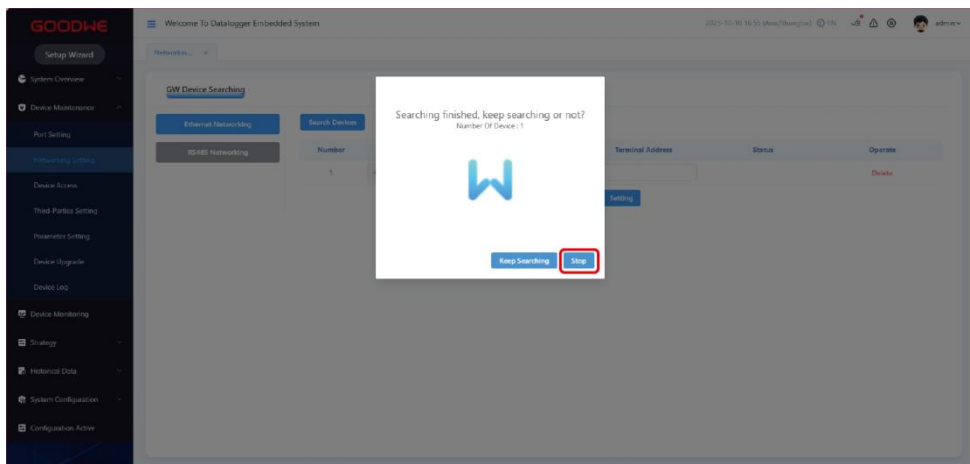 GOODWE
Welcome To Datalogger Embedded System
EN
admin
Setup Wizard
System Overview
Device Maintenance
Port Setting
Networking Setting
Device Access
Third-Parties Setting
Parameter Setting
Device Upgrade
Device Log
Device Monitoring
Strategy
Historical Data
System Configuration
Configuration Active
GW Device Searching
Ethernet Networking
RS485 Networking
Search Devices
Number
Terminal Address
Status
Operate
1
Delete
Setting
Searching finished, keep searching or not?
Number Of Device : 1
Keep Searching
Stop